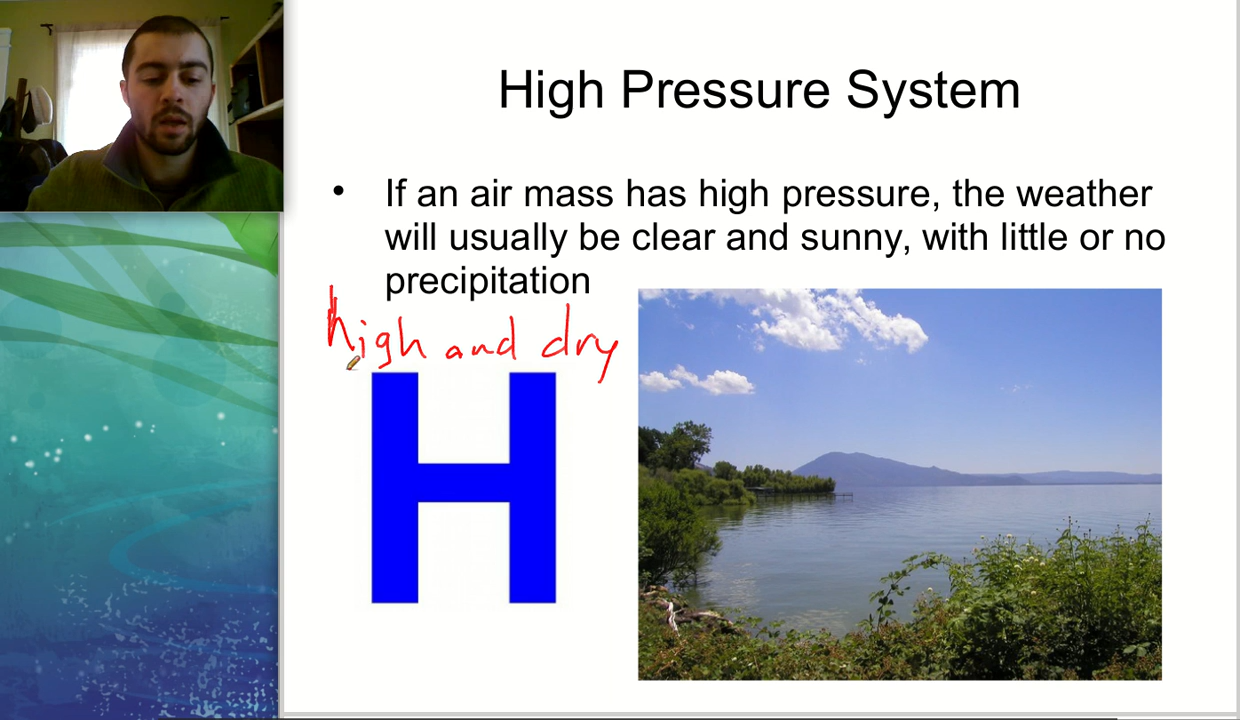 High Pressure System
• If an air mass has high pressure, the weather
will usually be clear and sunny, with little or no
precipitation
high and dry
H